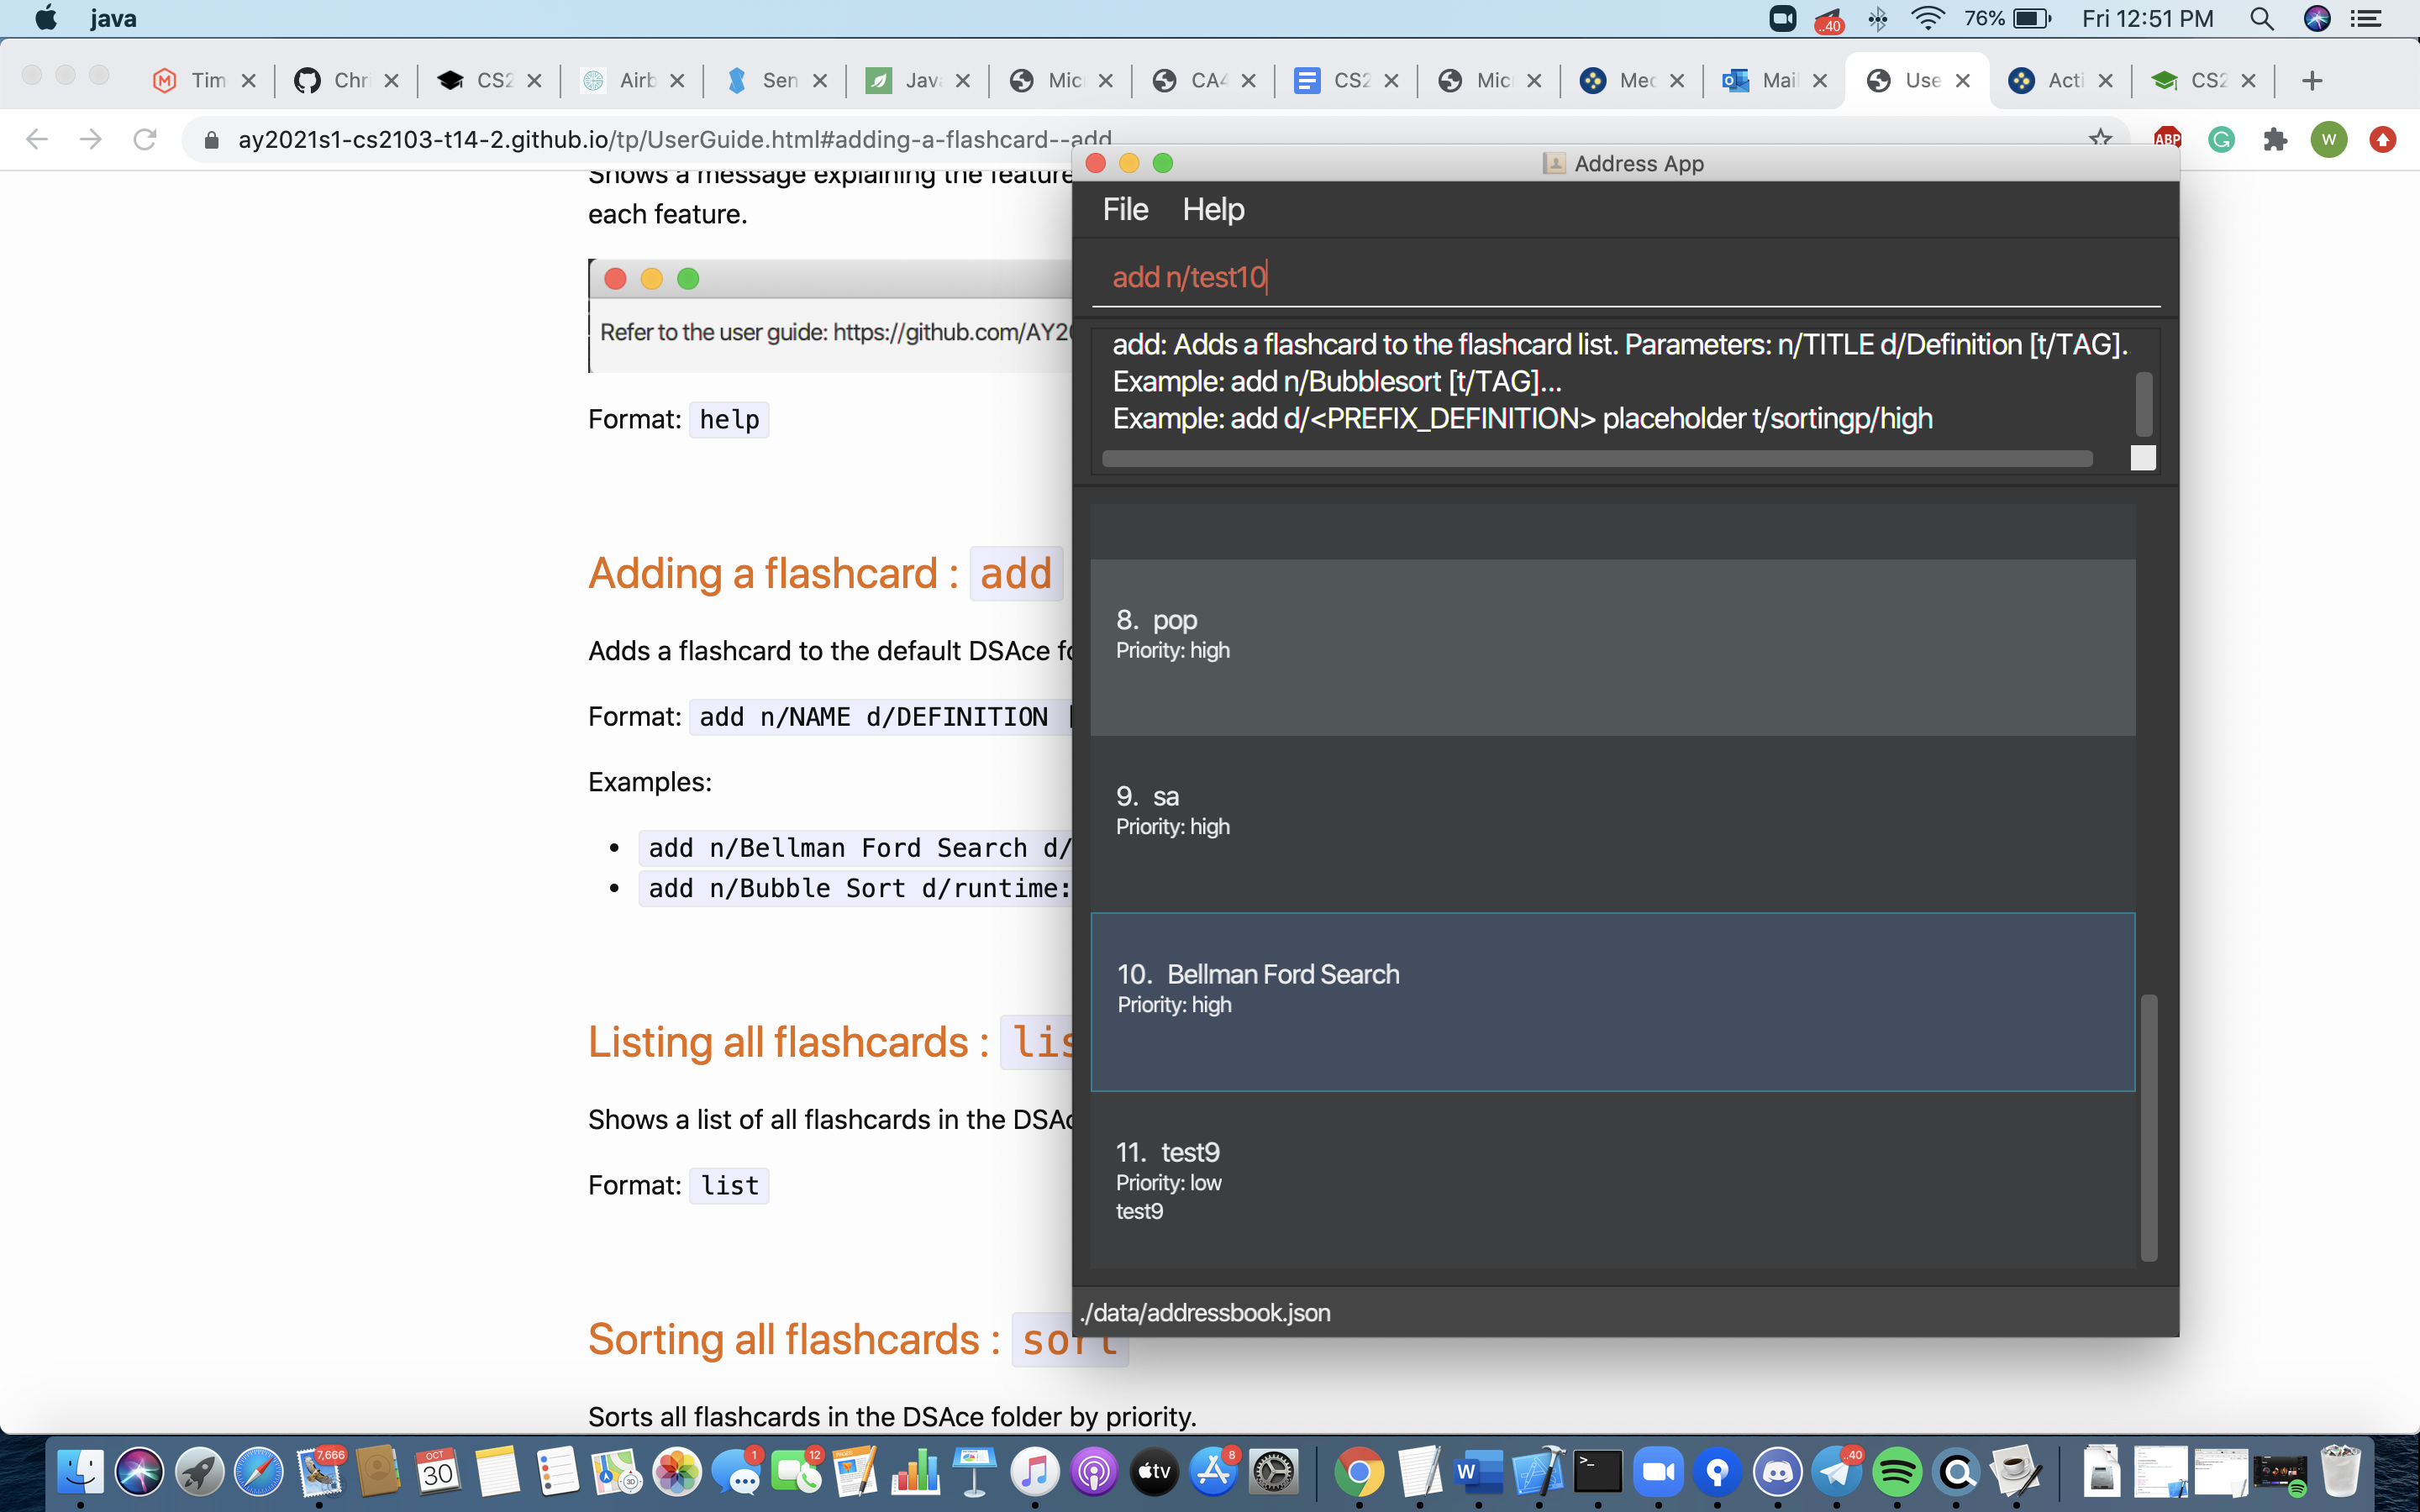 java
76%
Fri 12:51 PM
Tim
Chri
CS2
Airb
Sen
Java
Mic
CA4
CS2
Mic
Mec
Mail
Use
Acti
CS2
ay2021s1-cs2103-t14-2.github.io/tp/UserGuide.html#adding-a-flashcard--add
ABP
W
Shows a message explaining the feature
each feature.
Refer to the user guide: https://github.com/AY20
Format: help
Adding a flashcard : add
Adds a flashcard to the default DSAce fo
Format: add n/NAME d/DEFINITION [
Examples:
• add n/Bellman Ford Search d/
• add n/Bubble Sort d/runtime:
Listing all flashcards : lis
Shows a list of all flashcards in the DSAc
Format: list
Sorting all flashcards : sort
Sorts all flashcards in the DSAce folder by priority.
Address App
File Help
add n/test10
add: Adds a flashcard to the flashcard list. Parameters: n/TITLE d/Definition [t/TAG].
Example: add n/Bubblesort [t/TAG]...
Example: add d/<PREFIX_DEFINITION> placeholder t/sortingp/high
8. pop
Priority: high
9. sa
Priority: high
10. Bellman Ford Search
Priority: high
11. test9
Priority: low
test9
./data/addressbook.json
7,666
OCT
30
3D
1
12
PAGES
tv
8
W
..40